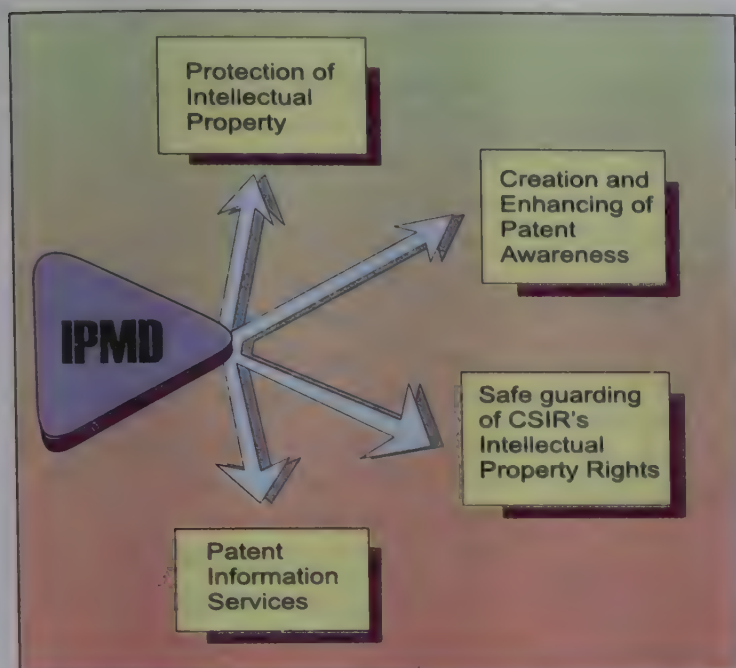 Protection of
Intellectual
Property
Creation and
Enhancing of
Patent
Awareness
IPMD
Safe guarding
of CSIR's
Intellectual
Property Rights
Patent
Information
Services